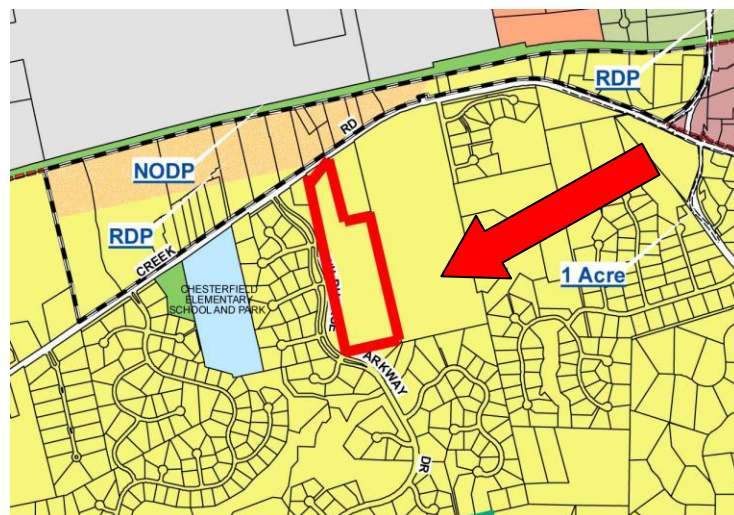 RDP
NODP
RD
RDP
CREEK
1 Acre
CHESTERFIELD
ELEMENTARY
SCHOOL AND PARK
ARKWAY
DR